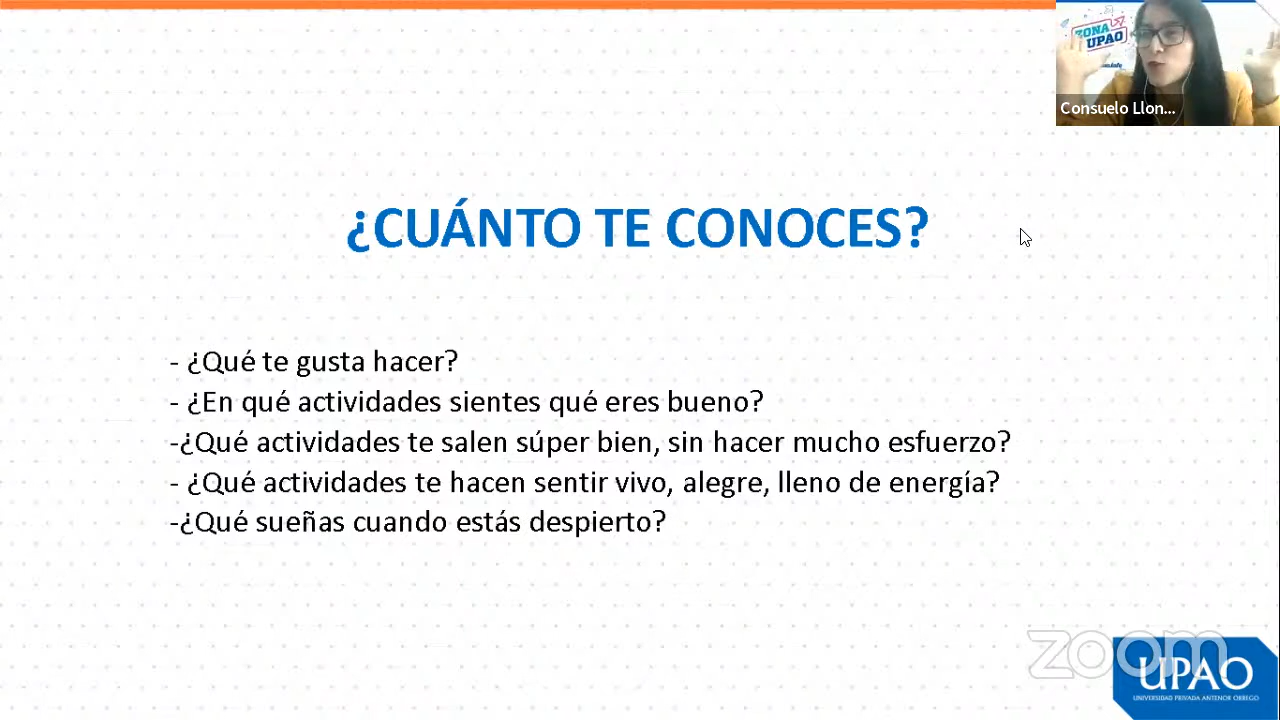 ZONA
UPAO
Consuelo Llon...
¿CUÁNTO TE CONOCES?
- ¿Qué te gusta hacer?
- ¿En qué actividades sientes qué eres bueno?
-¿Qué actividades te salen súper bien, sin hacer mucho esfuerzo?
- ¿Qué actividades te hacen sentir vivo, alegre, lleno de energía?
-¿Qué sueñas cuando estás despierto?
zoom
UPAO
UNIVERSIDAD PRIVADA ANTENOR ORREGO